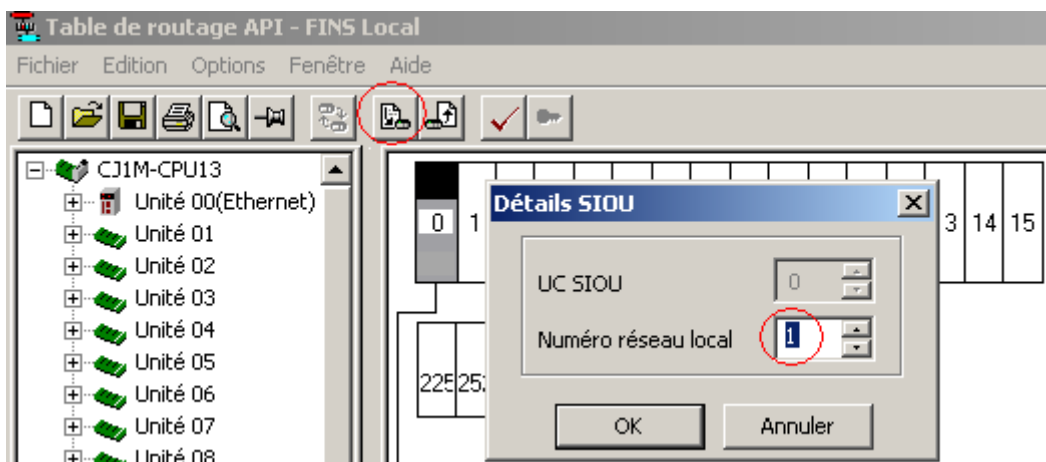 Table de routage API - FINS Local
Fichier Edition Options Fenêtre Aide
CJ1M-CPU13
Unité 00(Ethernet)
Unité 01
Unité 02
Unité 03
Unité 04
Unité 05
Unité 06
Unité 07
Unité 08
0 1
3 14 15
225
Détails SIOU
UC SIOU 0
Numéro réseau local 1
OK Annuler